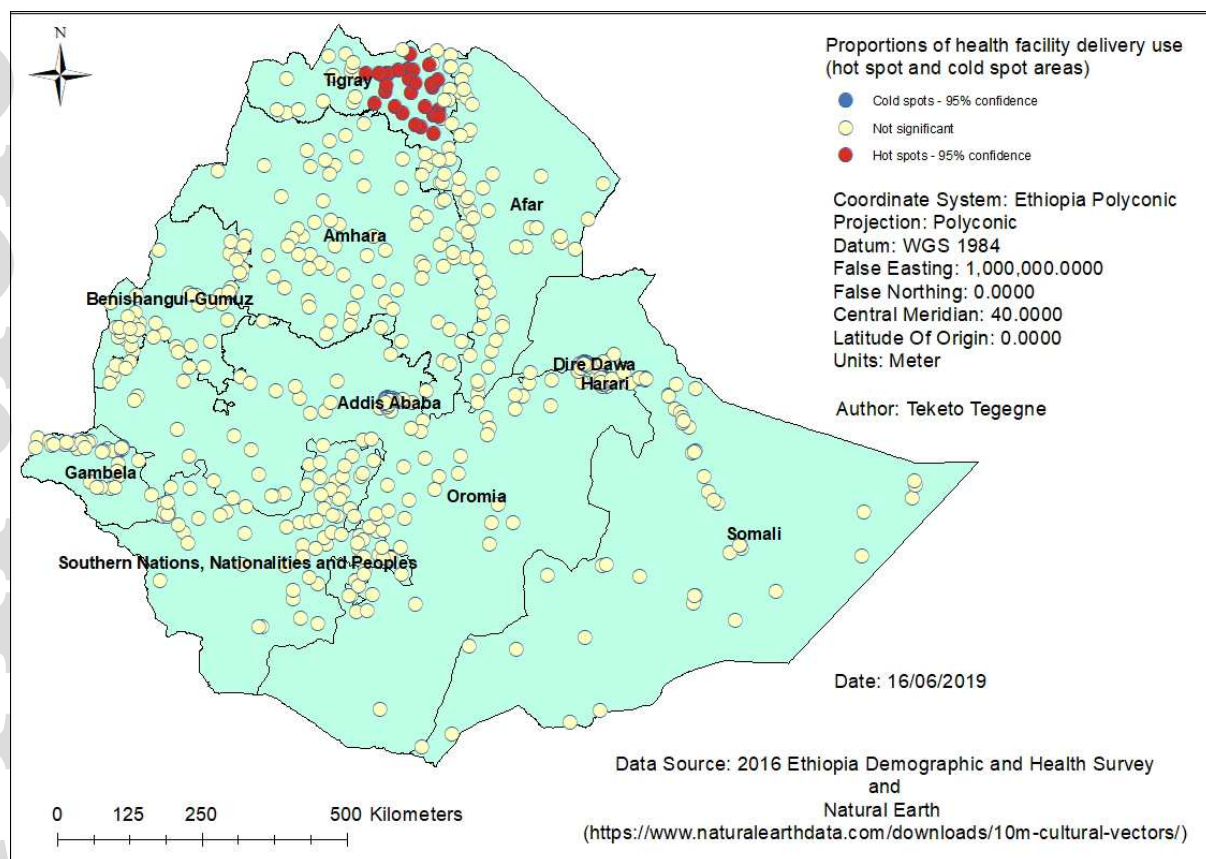 N
Proportions of health facility delivery use
(hot spot and cold spot areas)
Cold spots - 95% confidence
Not significant
Hot spots - 95% confidence
Coordinate System: Ethiopia Polyconic
Projection: Polyconic
Datum: WGS 1984
False Easting: 1,000,000.0000
False Northing: 0.0000
Central Meridian: 40.0000
Latitude Of Origin: 0.0000
Units: Meter
Author: Teketo Tegegne
Tigray
Afar
Amhara
Benishangul-Gumuz
Dire Dawa
Harari
Addis Ababa
Gambela
Oromia
Somali
Southern Nations, Nationalities and Peoples
Date: 16/06/2019
Data Source: 2016 Ethiopia Demographic and Health Survey
and
Natural Earth
(https://www.naturalearthdata.com/downloads/10m-cultural-vectors/)
0 125 250 500 Kilometers